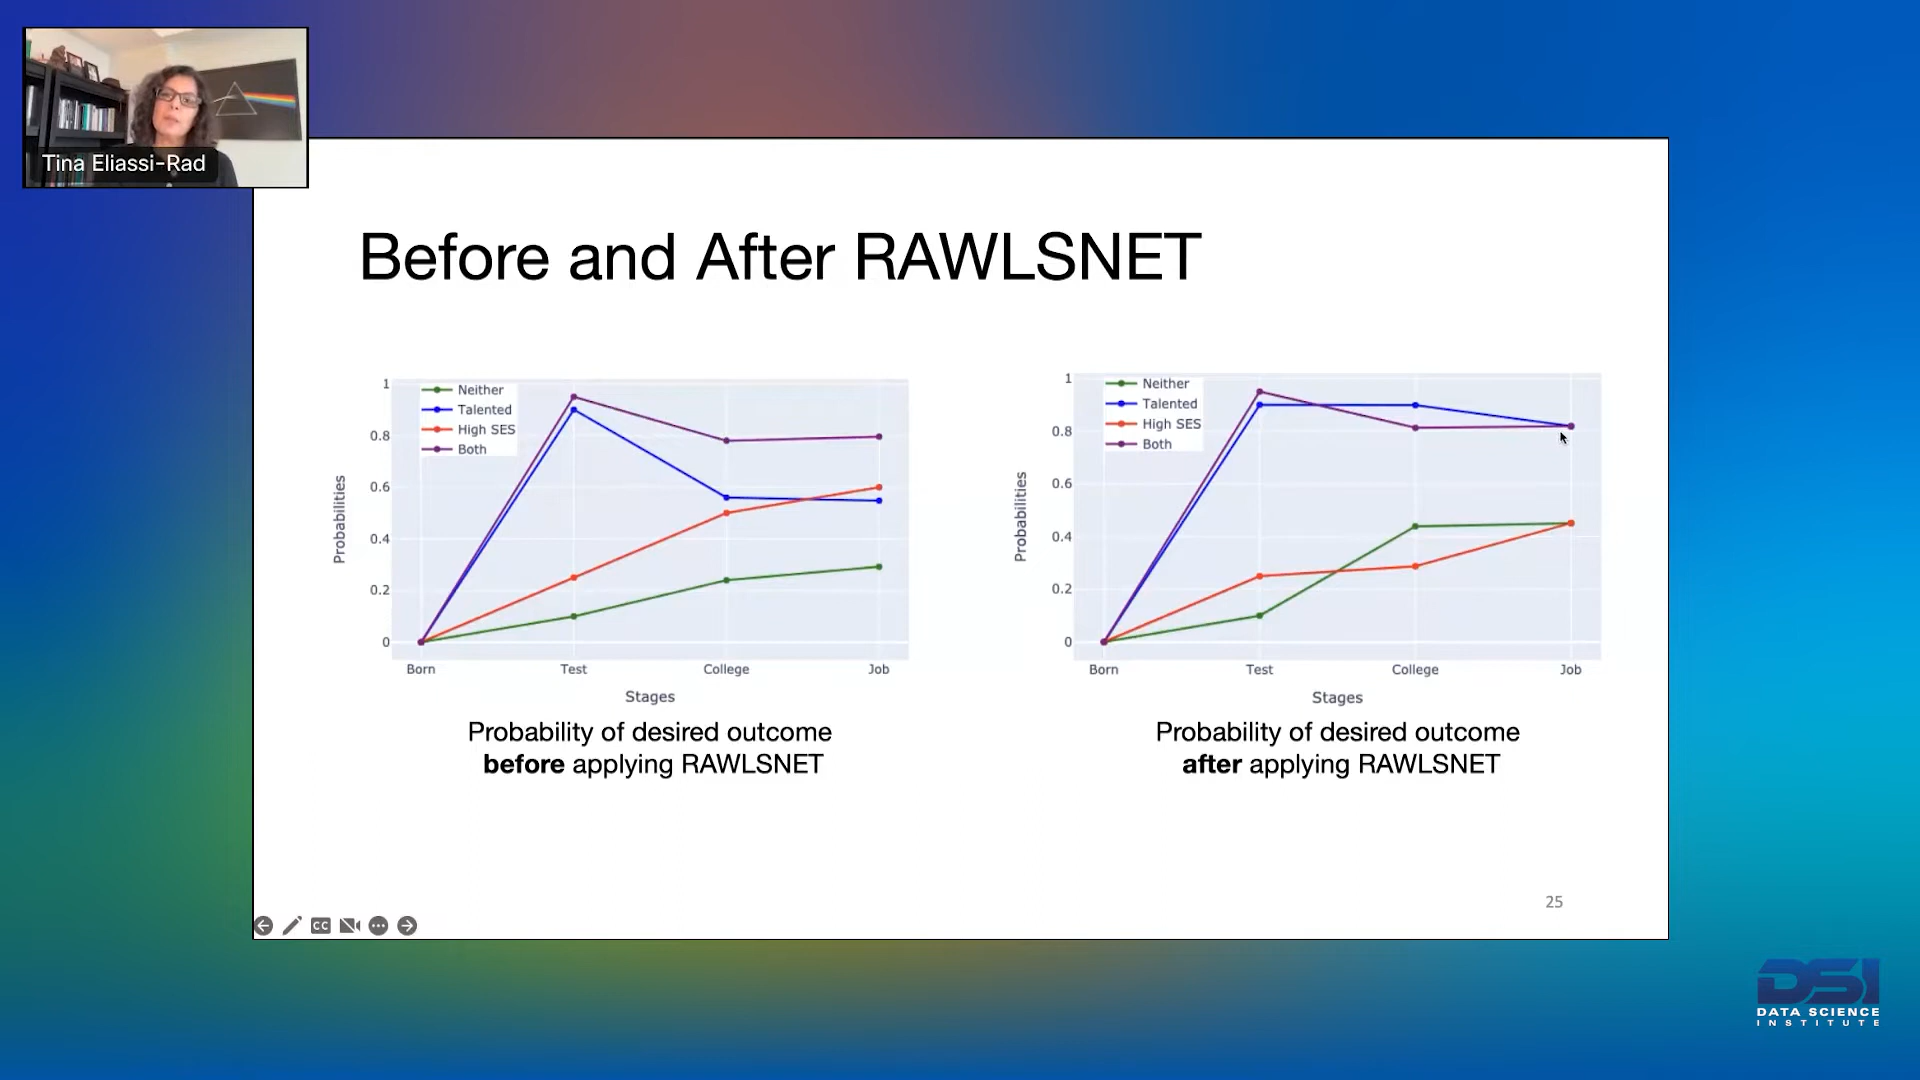 Tina Eliassi-Rad
Before and After RAWLSNET
1
0.8
0.6
0.4
0.2
0
Probabilities
Neither
Talented
High SES
Both
Born
Test
College
Job
Stages
Probability of desired outcome
before applying RAWLSNET
1
0.8
0.6
0.4
0.2
0
Probabilities
Neither
Talented
High SES
Both
Born
Test
College
Job
Stages
Probability of desired outcome
after applying RAWLSNET
25
CC
DSI
DATA SCIENCE
INSTITUTE